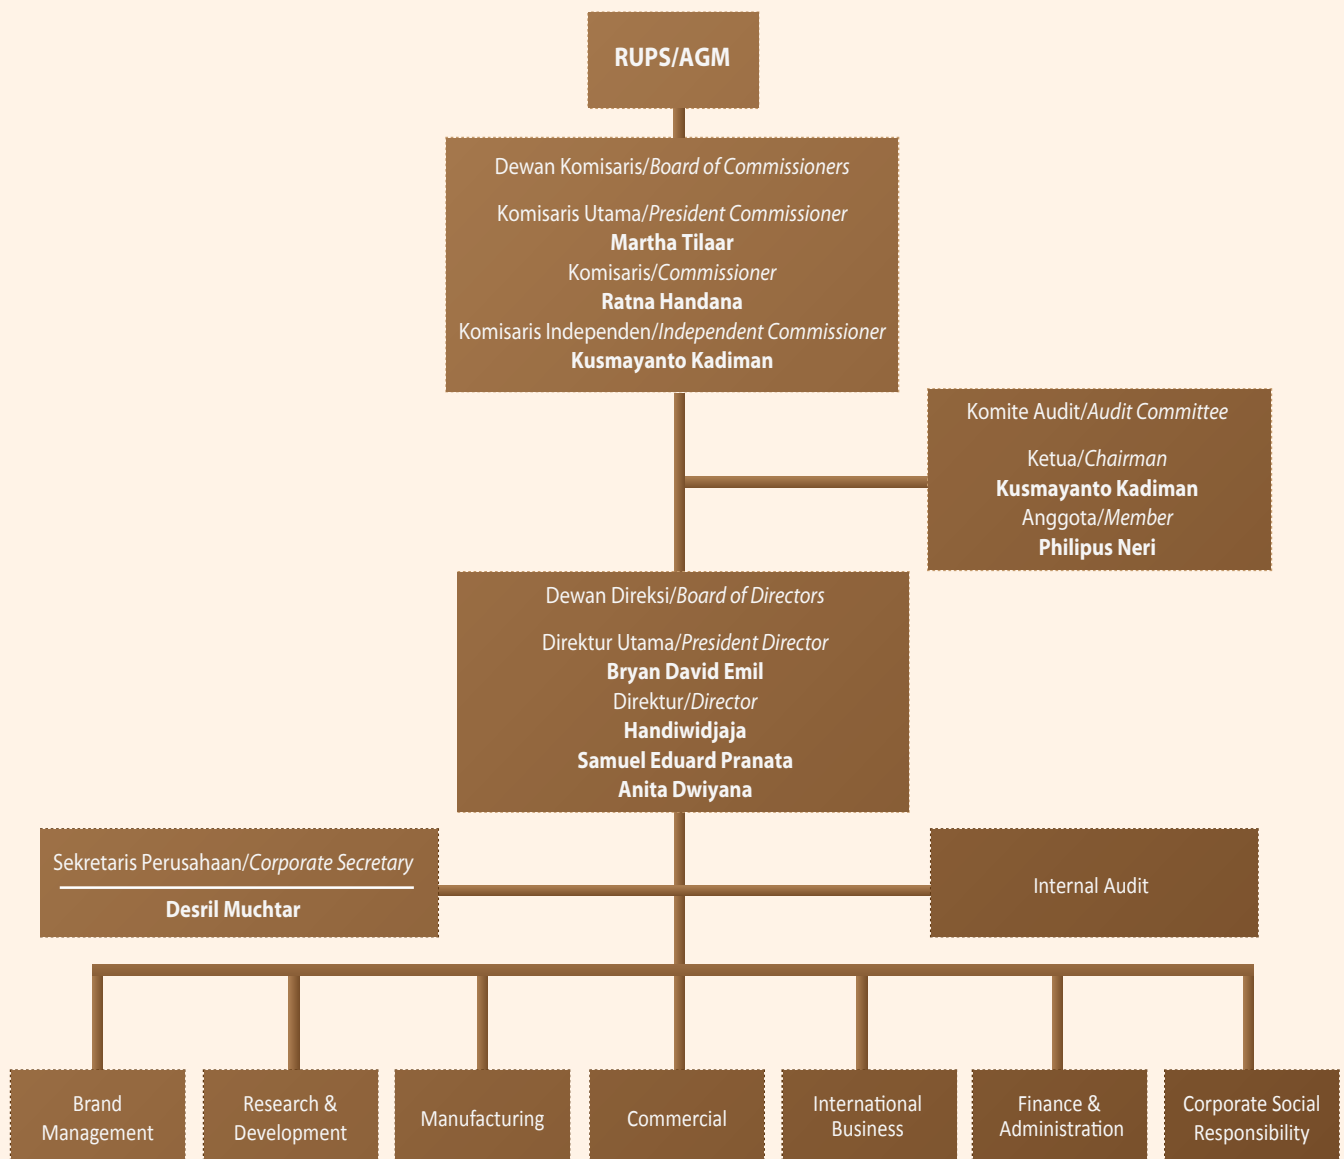 RUPS/AGM
Dewan Komisaris/Board of Commissioners
Komisaris Utama/President Commissioner
Martha Tilaar
Komisaris/Commissioner
Ratna Handana
Komisaris Independen/Independent Commissioner
Kusmayanto Kadiman
Komite Audit/Audit Committee
Ketua/Chairman
Kusmayanto Kadiman
Anggota/Member
Philipus Neri
Dewan Direksi/Board of Directors
Direktur Utama/President Director
Bryan David Emil
Direktur/Director
Handiwidjaja
Samuel Eduard Pranata
Anita Dwiyana
Sekretaris Perusahaan/Corporate Secretary
Desril Muchtar
Internal Audit
Brand
Management
Research &
Development
Manufacturing
Commercial
International
Business
Finance &
Administration
Corporate Social
Responsibility